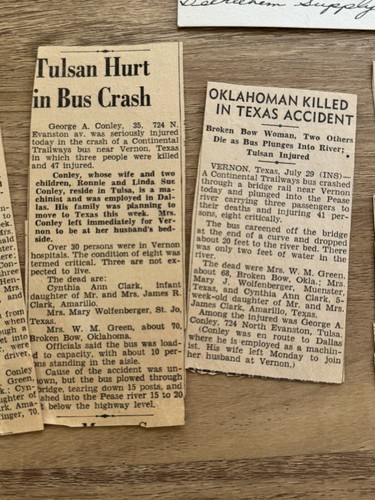 Supply
Tulsan Hurt
in Bus Crash
George A. Conley, 35, 724 N.
Evanston av. was seriously injured
today in the crash of a Continental
Trailways bus near Vernon, Texas
in which three people were killed
and 47 injured.
Conley, whose wife and two
children, Ronnie and Linda Sue
Conley, reside in Tulsa, is a ma-
chinist and was employed in Dal-
las. His family was planning to
move to Texas this week. Mrs.
Conley left immediately for Ver-
non to be at her husband's bed-
side.
Over 30 persons were in Vernon
hospitals. The condition of eight was
termed critical. Three are not ex-
pected to live.
The dead are:
Cynthia Ann Clark, infant
daughter of Mr. and Mrs. James R.
Clark, Amarillo.
Mrs. Mary Wolfenberger, St. Jo,
Texas.
Mrs. W. M. Green, about 70,
Broken Bow, Oklahoma.
Officials said the bus was load-
d to capacity, with about 10 per-
ons standing in the aisle.
Cause of the accident was un-
own, but the bus plowed through
bridge, tearing down 15 posts, and
shed into the Pease river 15 to 20
below the highway level.
OKLAHOMAN KILLED
IN TEXAS ACCIDENT
Broken Bow Woman, Two Others
Die as Bus Plunges Into River;
Tulsan Injured
VERNON, Texas, July 29 (INS)—
A Continental Trailways bus crashed
through a bridge rail near Vernon
today and plunged into the Pease
river carrying three passengers to
their deaths and injuring 41 per-
sons, eight critically.
The bus careened off the bridge
at the end of a curve and dropped
about 20 feet to the river bed. There
was only two feet of water in the
river.
The dead were Mrs. W. M. Green,
about 68, Broken Bow, Okla.; Mrs.
Mary J. Wolfenberger, Muenster,
Texas, and Cynthia Ann Clark, 5-
week-old daughter of Mr. and Mrs.
James Clark, Amarillo, Texas.
Among the injured was George A.
Conley, 724 North Evanston, Tulsa.
(Conley was en route to Dallas
where he is employed as a machin-
ist. His wife left Monday to join
her husband at Vernon.)